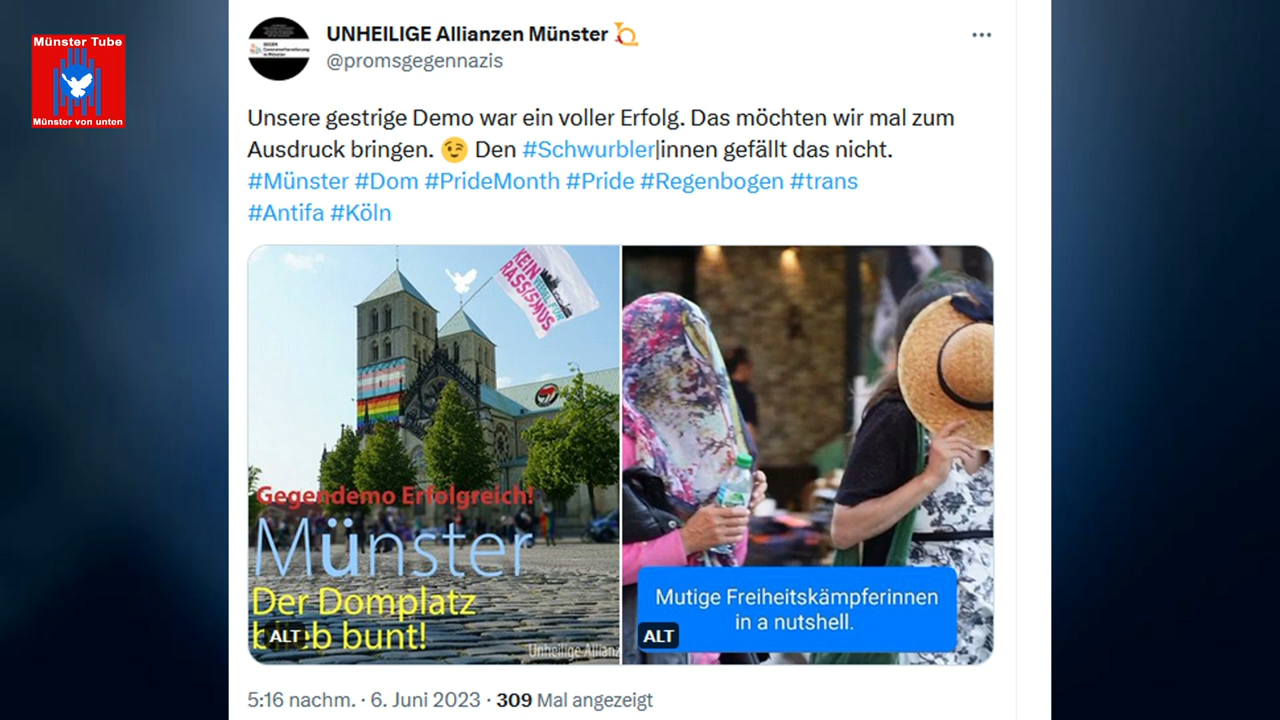 Münster Tube
Münster von unten
UNHEILIGE Allianzen Münster
@promsgegennazis
Unsere gestrige Demo war ein voller Erfolg. Das möchten wir mal zum
Ausdruck bringen. 😉 Den #Schwurbler|innen gefällt das nicht.
#Münster #Dom #PrideMonth #Pride #Regenbogen #trans
#Antifa #Köln
KEIN
RASSISMUS
Gegendemo Erfolgreich!
Münster
Der Domplatz
blieb bunt!
ALT
Unheilige Allianz
Mutige Freiheitskämpferinnen
in a nutshell.
ALT
5:16 nachm. · 6. Juni 2023 · 309 Mal angezeigt